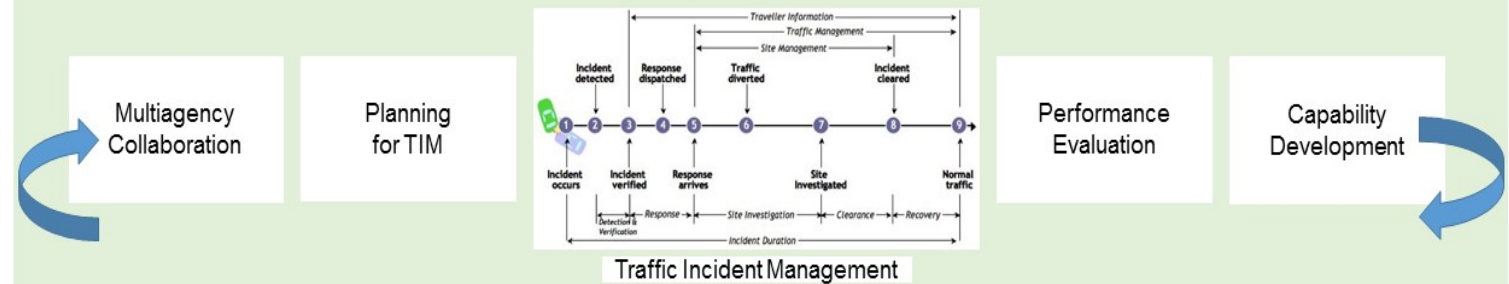 Multiagency
Collaboration
Planning
for TIM
Traveller Information
Traffic Management
Site Management
Incident
detected
Response
dispatched
Traffic
diverted
Incident
cleared
1 2 3 4 5 6 7 8 9
Incident
occurs
Incident
verified
Response
arrives
Site
Investigated
Normal
traffic
Detection &
Verification
Response
Site Investigation
Clearance
Recovery
Incident Duration
Traffic Incident Management
Performance
Evaluation
Capability
Development